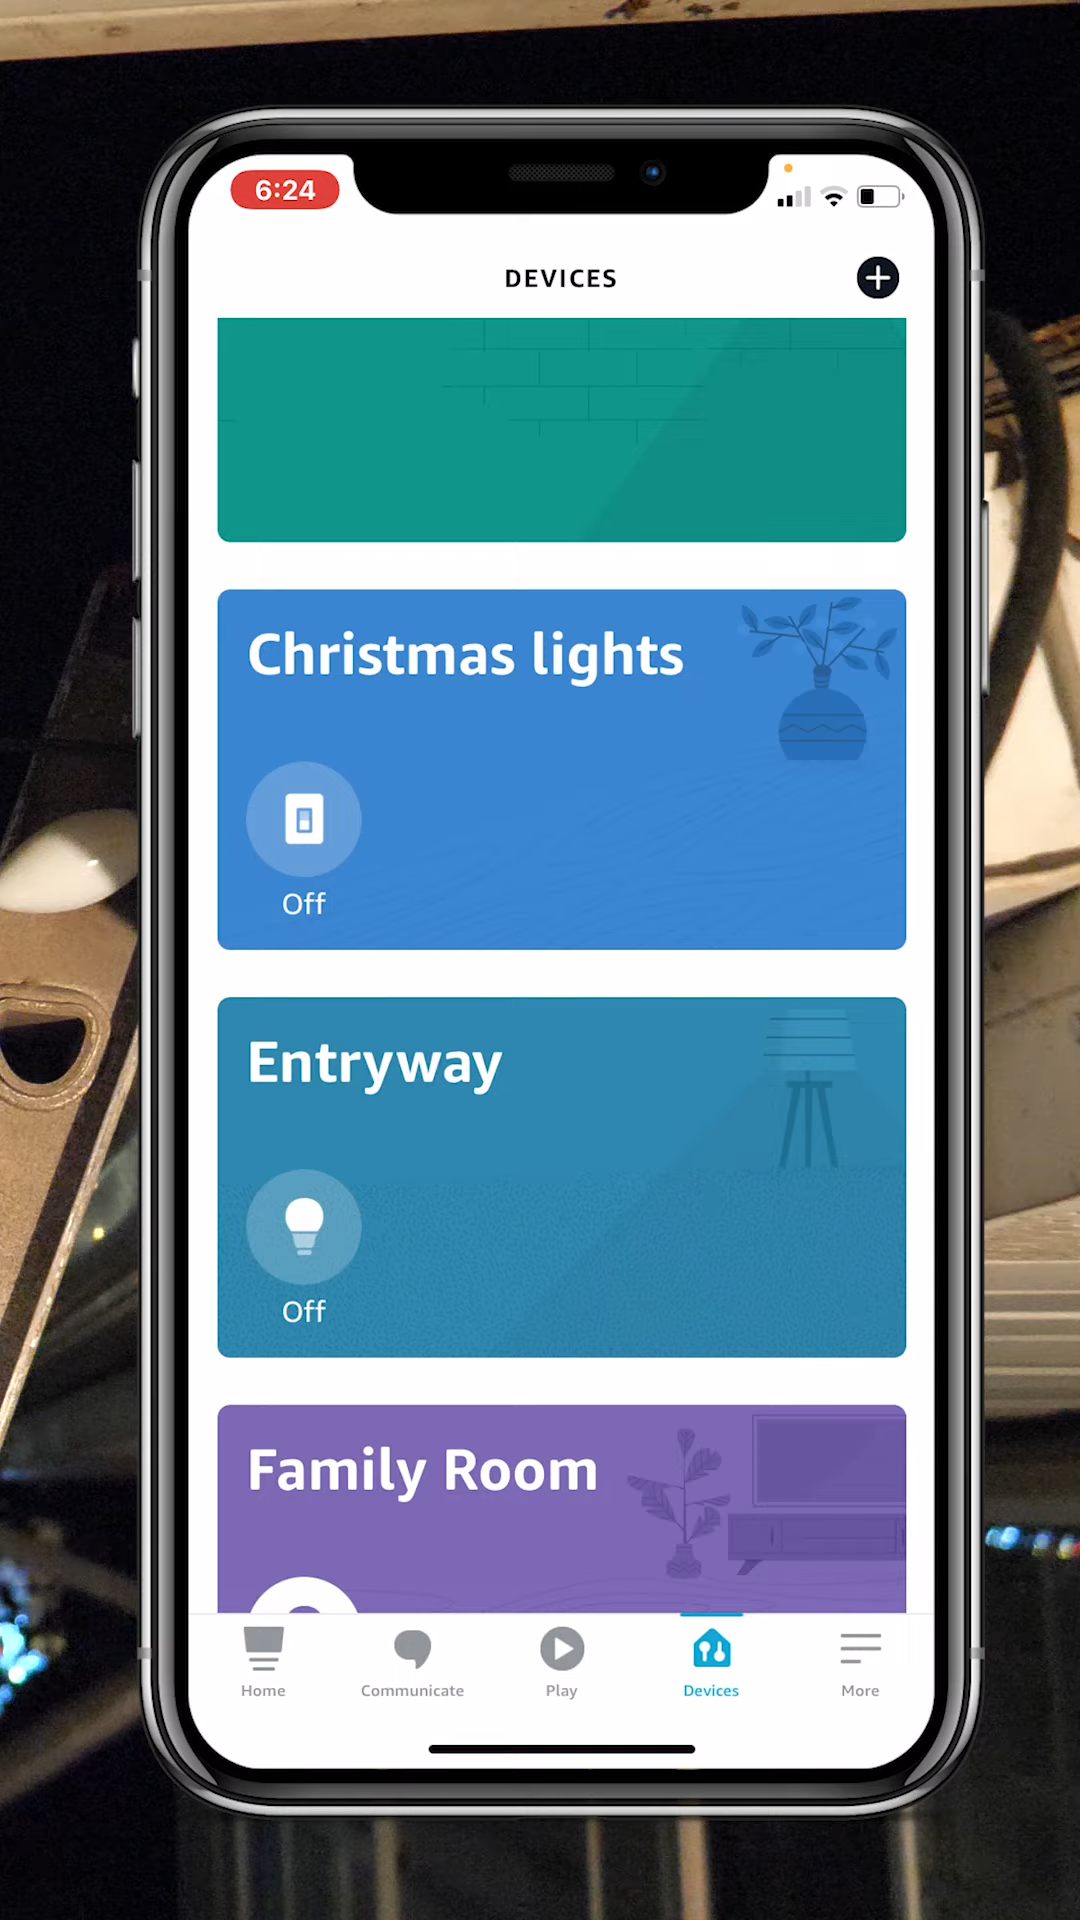 6:24
DEVICES
Christmas lights
Off
Entryway
Off
Family Room
Home
Communicate
Play
Devices
More